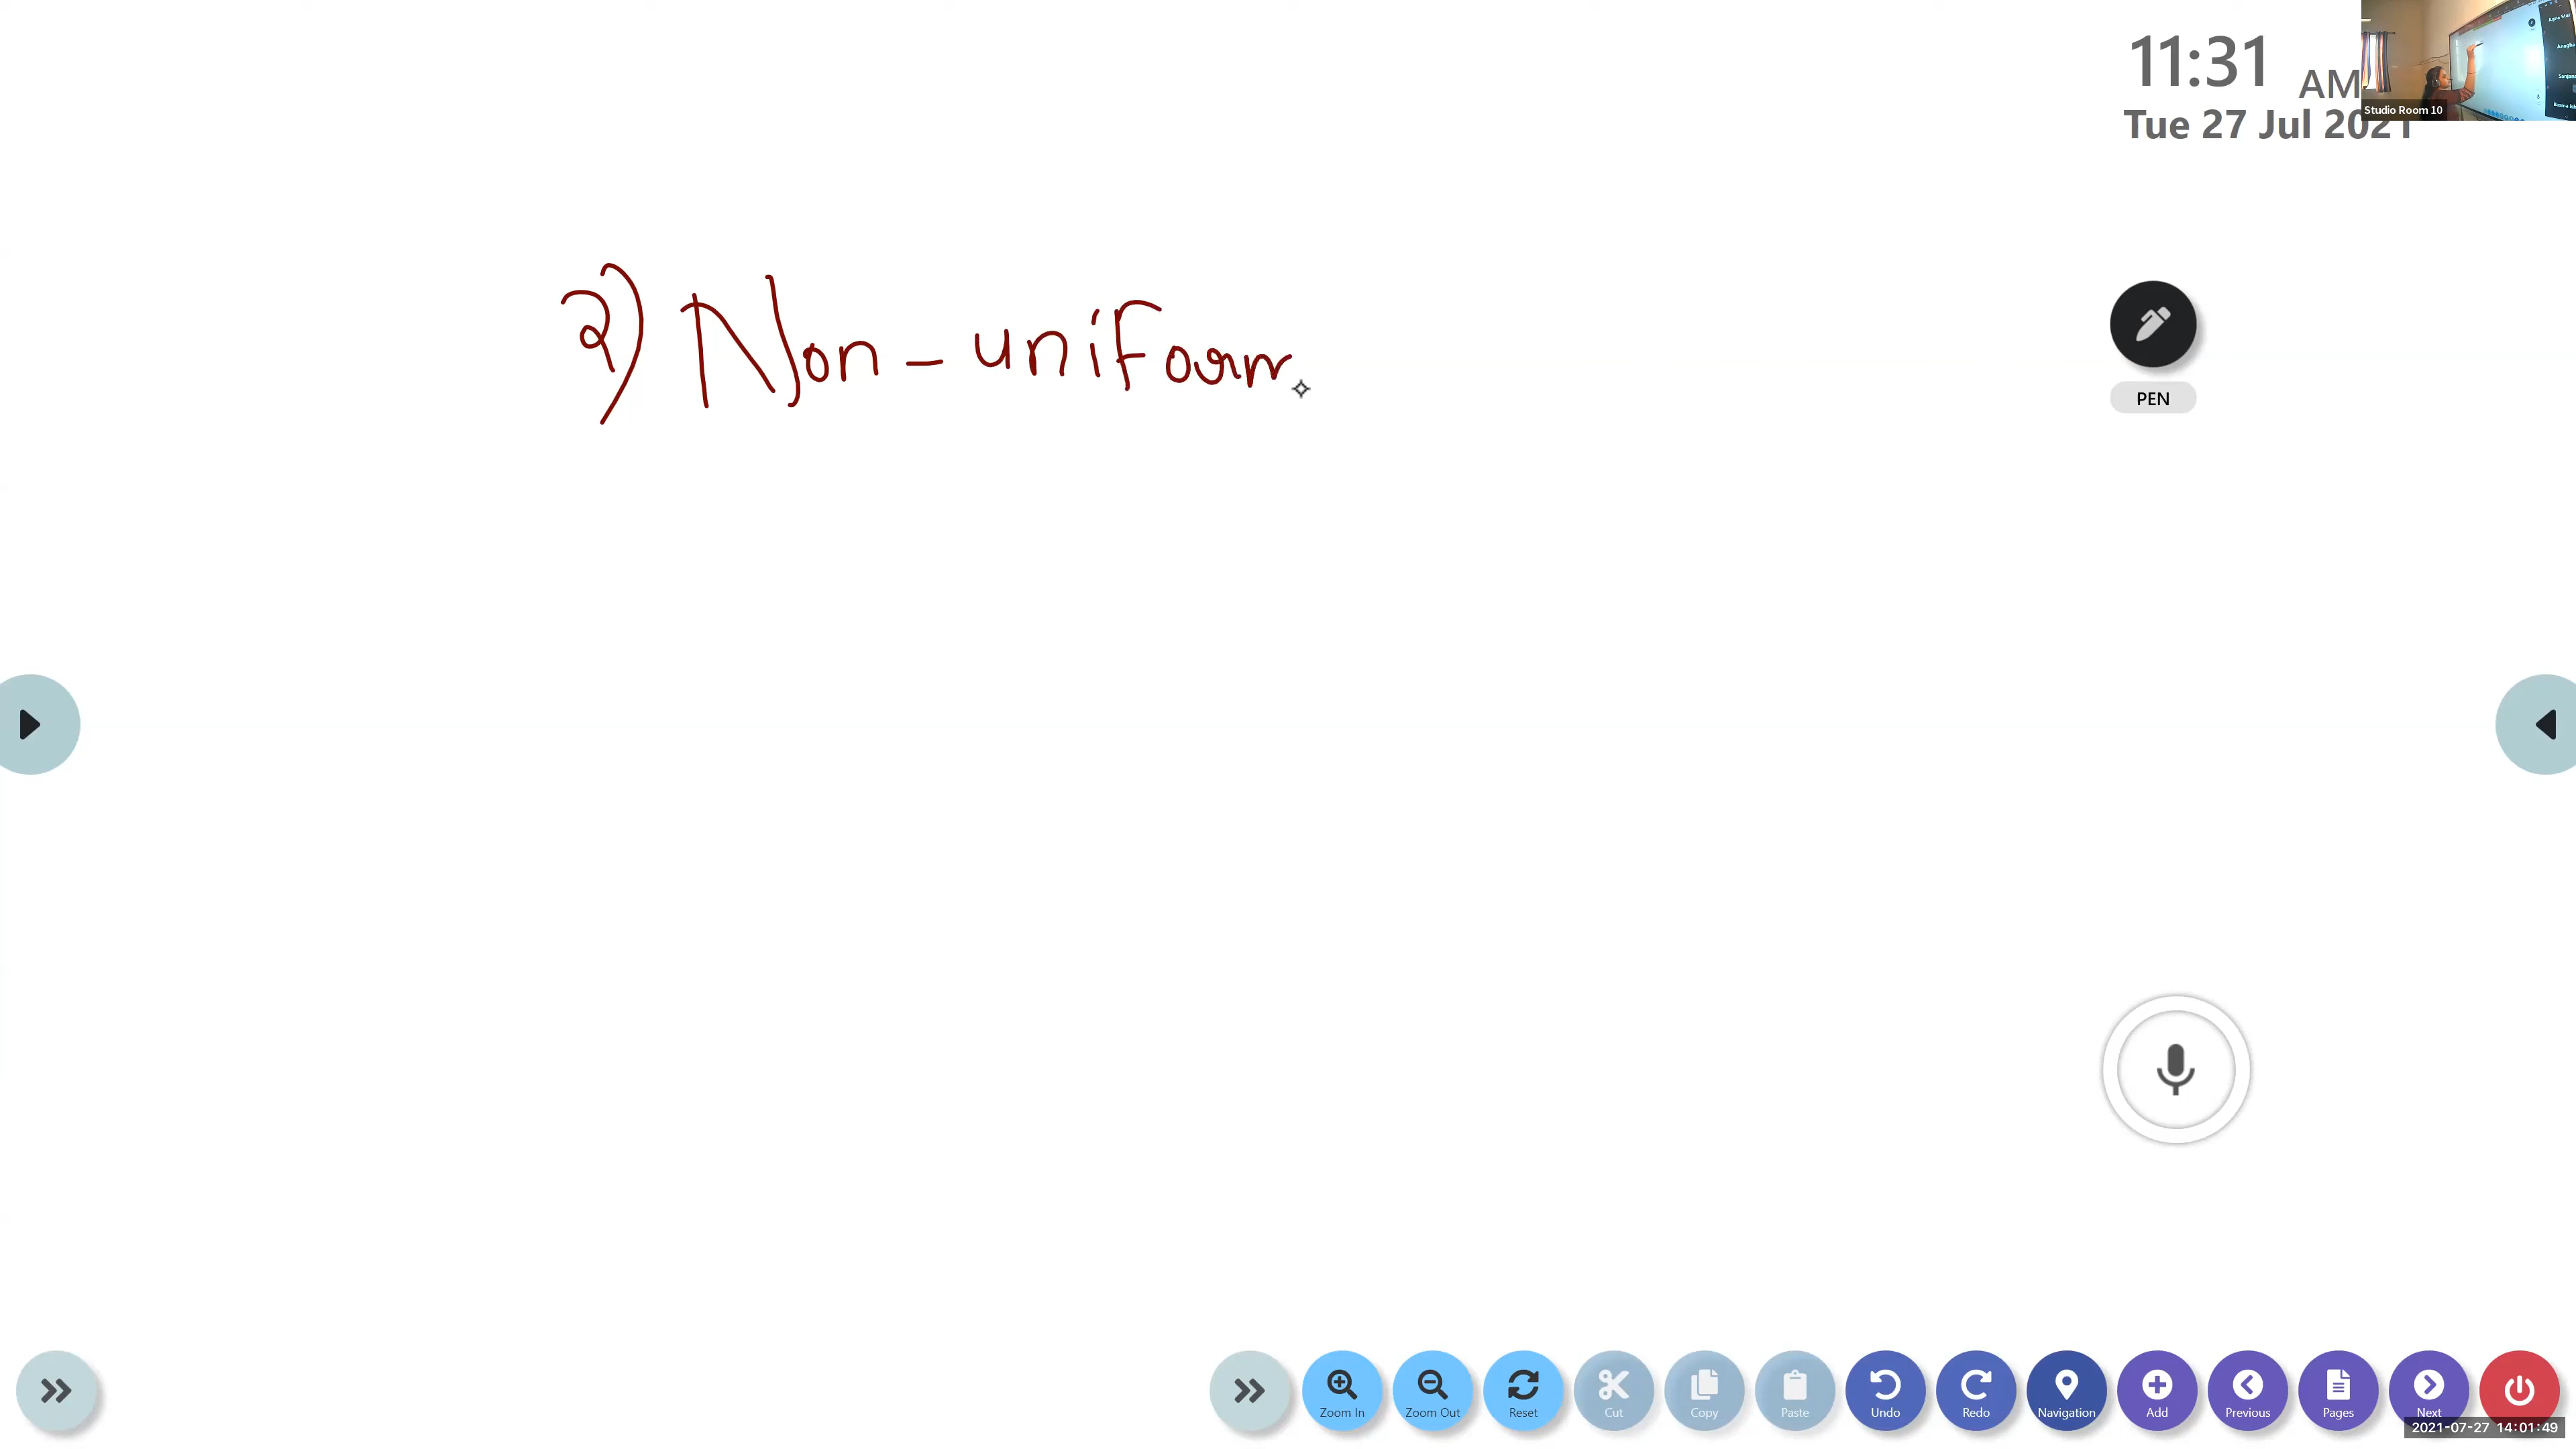 11:31 AM
Studio Room 10
Tue 27 Jul 2021
2) Non-uniform
PEN
Zoom In Zoom Out Reset Cut Copy Paste Undo Redo Navigation Add Previous Pages Next
2021-07-27 14:01:49